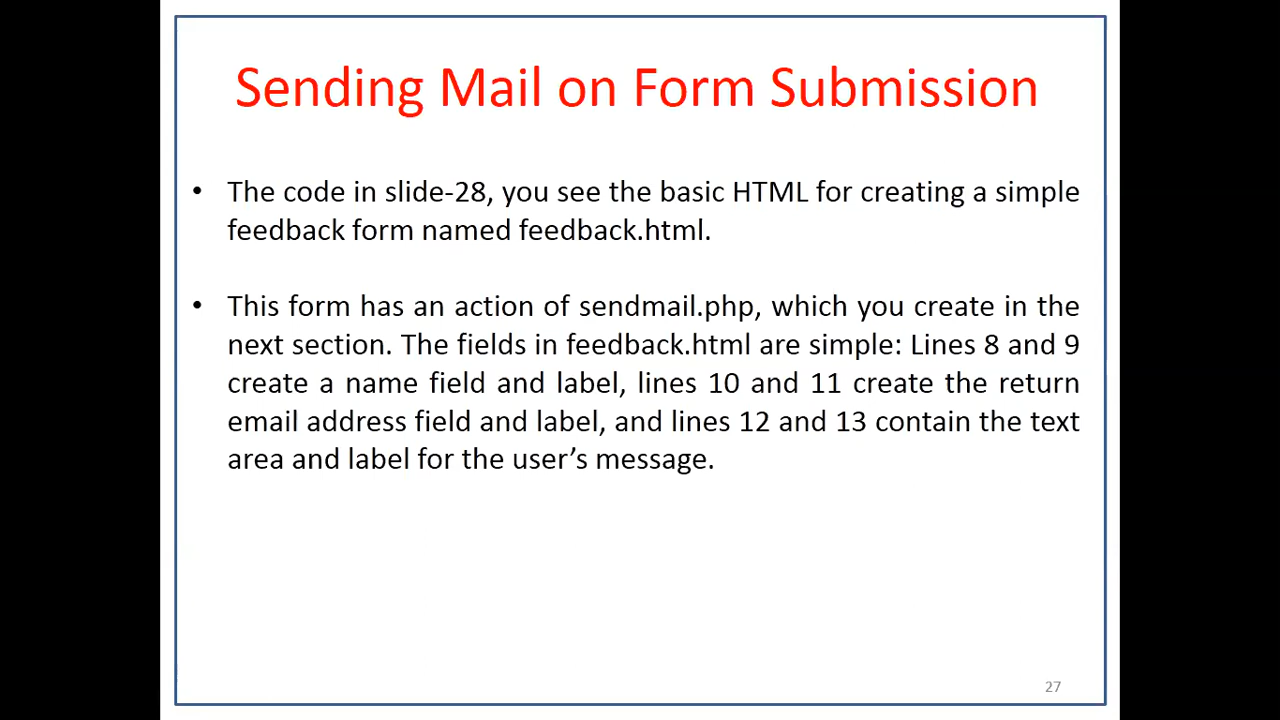 Sending Mail on Form Submission
• The code in slide-28, you see the basic HTML for creating a simple
feedback form named feedback.html.
• This form has an action of sendmail.php, which you create in the
next section. The fields in feedback.html are simple: Lines 8 and 9
create a name field and label, lines 10 and 11 create the return
email address field and label, and lines 12 and 13 contain the text
area and label for the user’s message.
27